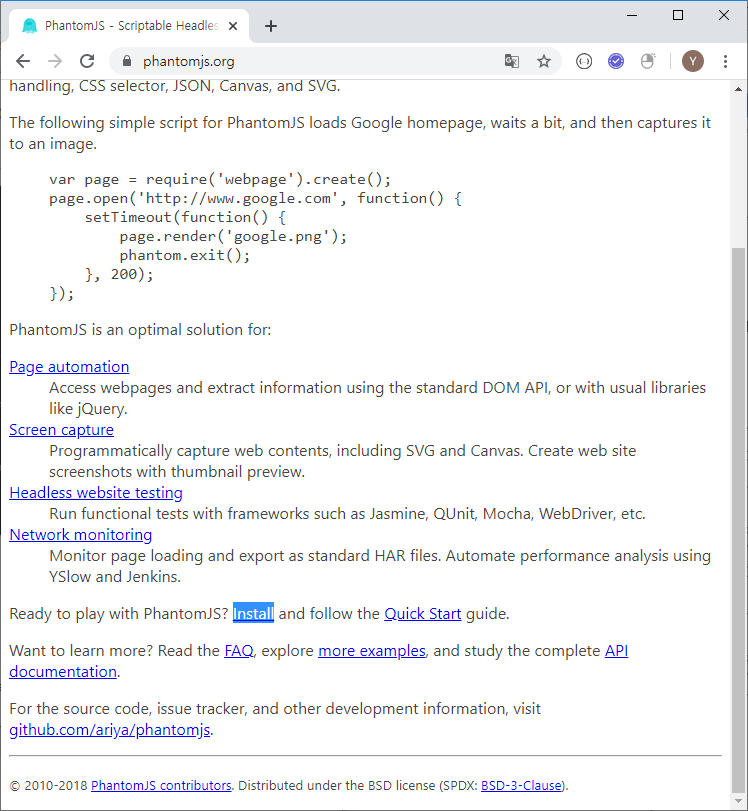 PhantomJS - Scriptable Headles
phantomjs.org
Y
handling, CSS selector, JSON, Canvas, and SVG.
The following simple script for PhantomJS loads Google homepage, waits a bit, and then captures it
to an image.
var page = require('webpage').create();
page.open('http://www.google.com', function() {
    setTimeout(function() {
        page.render('google.png');
        phantom.exit();
    }, 200);
});
PhantomJS is an optimal solution for:
Page automation
Access webpages and extract information using the standard DOM API, or with usual libraries
like jQuery.
Screen capture
Programmatically capture web contents, including SVG and Canvas. Create web site
screenshots with thumbnail preview.
Headless website testing
Run functional tests with frameworks such as Jasmine, QUnit, Mocha, WebDriver, etc.
Network monitoring
Monitor page loading and export as standard HAR files. Automate performance analysis using
YSlow and Jenkins.
Ready to play with PhantomJS? Install and follow the Quick Start guide.
Want to learn more? Read the FAQ, explore more examples, and study the complete API
documentation.
For the source code, issue tracker, and other development information, visit
github.com/ariya/phantomjs.
© 2010-2018 PhantomJS contributors. Distributed under the BSD license (SPDX: BSD-3-Clause).